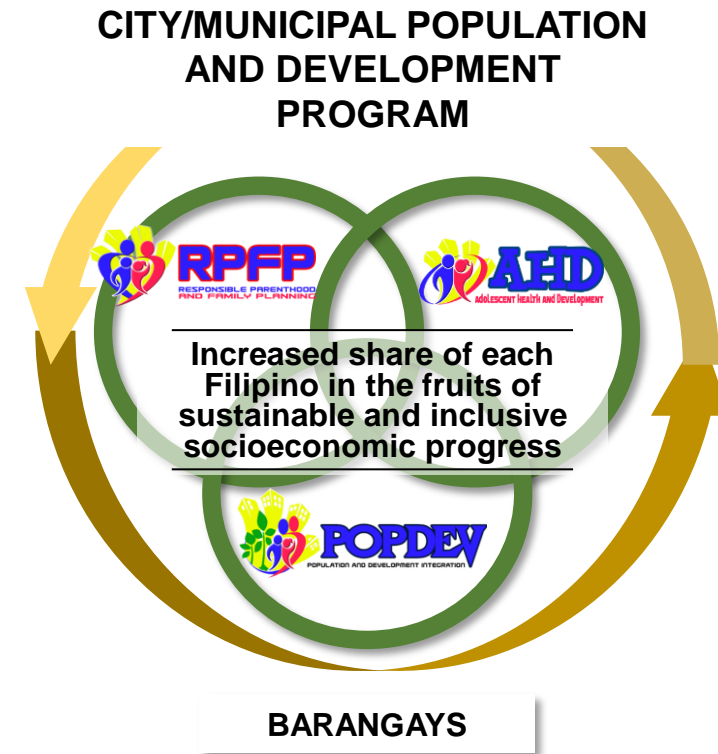 CITY/MUNICIPAL POPULATION
AND DEVELOPMENT
PROGRAM
RPFP
RESPONSIBLE PARENTHOOD
AND FAMILY PLANNING
AHD
Adolescent Health and Development
Increased share of each
Filipino in the fruits of
sustainable and inclusive
socioeconomic progress
POPDEV
POPULATION AND DEVELOPMENT INTEGRATION
BARANGAYS